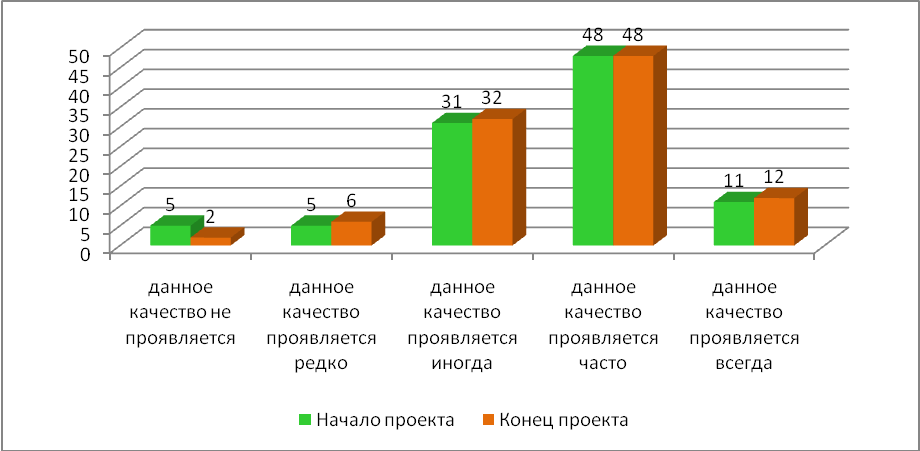 50
45
40
35
30
25
20
15
10
5
0
5
2
5
6
31
32
48
48
11
12
данное
качество не
проявляется
данное
качество
проявляется
редко
данное
качество
проявляется
иногда
данное
качество
проявляется
часто
данное
качество
проявляется
всегда
Начало проекта
Конец проекта